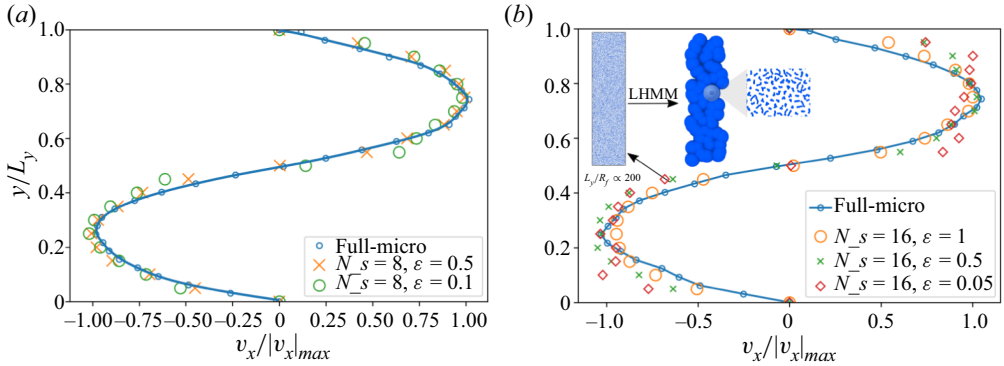 (a)
1.0
0.8
0.6
0.4
0.2
0
y/L_y
Full-micro
N_s = 8, ε = 0.5
N_s = 8, ε = 0.1
−1.00 −0.75 −0.50 −0.25 0 0.25 0.50 0.75 1.00
v_x/|v_x|_max
(b)
1.0
0.8
0.6
0.4
0.2
0
LHMM
L_y/R_f ∝ 200
Full-micro
N_s = 16, ε = 1
N_s = 16, ε = 0.5
N_s = 16, ε = 0.05
−1.0 −0.5 0 0.5 1.0
v_x/|v_x|_max